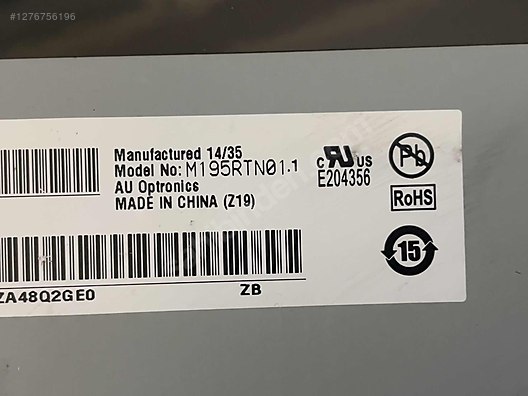 #1276756196
Manufactured 14/35
Model No: M195RTN01.1
AU Optronics
MADE IN CHINA (Z19)
c RU US
E204356
Pb
RoHS
15
ZA48Q2GE0
ZB